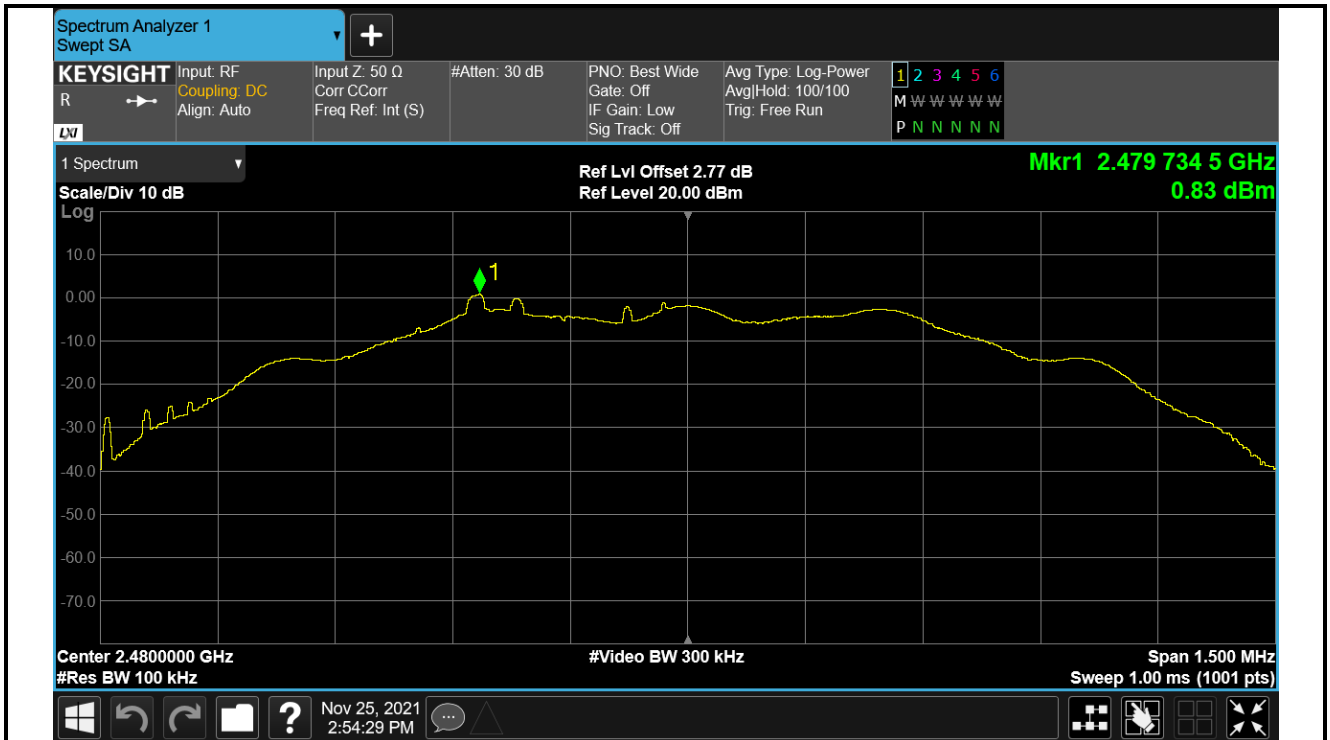 Spectrum Analyzer 1
Swept SA
+
KEYSIGHT
R
LXI
Input: RF
Coupling: DC
Align: Auto
Input Z: 50 Ω
Corr CCorr
Freq Ref: Int (S)
#Atten: 30 dB
PNO: Best Wide
Gate: Off
IF Gain: Low
Sig Track: Off
Avg Type: Log-Power
Avg|Hold: 100/100
Trig: Free Run
1 2 3 4 5 6
M W W W W W
P N N N N N
1 Spectrum
Scale/Div 10 dB
Ref Lvl Offset 2.77 dB
Ref Level 20.00 dBm
Mkr1 2.479 734 5 GHz
0.83 dBm
Log
10.0
0.00
-10.0
-20.0
-30.0
-40.0
-50.0
-60.0
-70.0
1
Center 2.4800000 GHz
#Res BW 100 kHz
#Video BW 300 kHz
Span 1.500 MHz
Sweep 1.00 ms (1001 pts)
?
Nov 25, 2021
2:54:29 PM